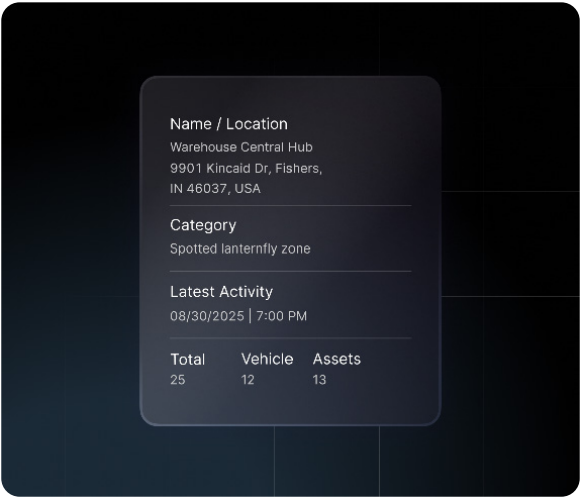 Name / Location
Warehouse Central Hub
9901 Kincaid Dr, Fishers,
IN 46037, USA
Category
Spotted lanternfly zone
Latest Activity
08/30/2025 | 7:00 PM
Total Vehicle Assets
25 12 13